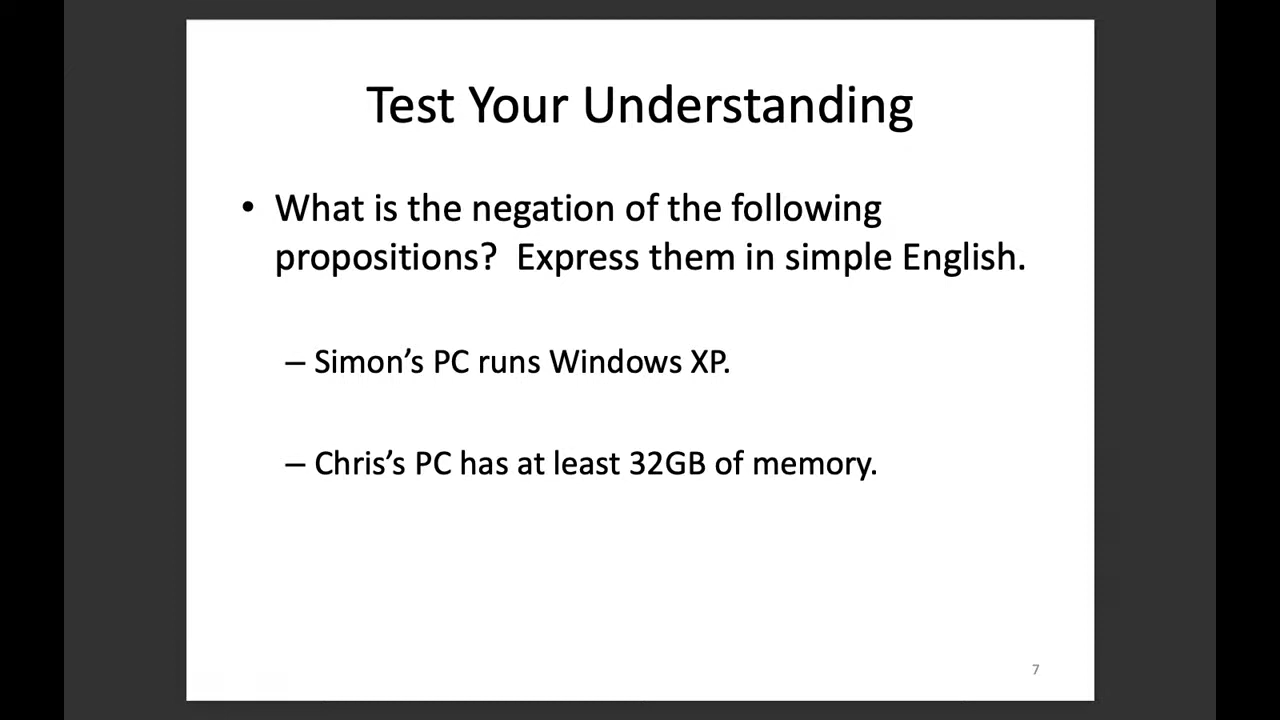 Test Your Understanding
• What is the negation of the following
propositions?  Express them in simple English.
– Simon’s PC runs Windows XP.
– Chris’s PC has at least 32GB of memory.
7